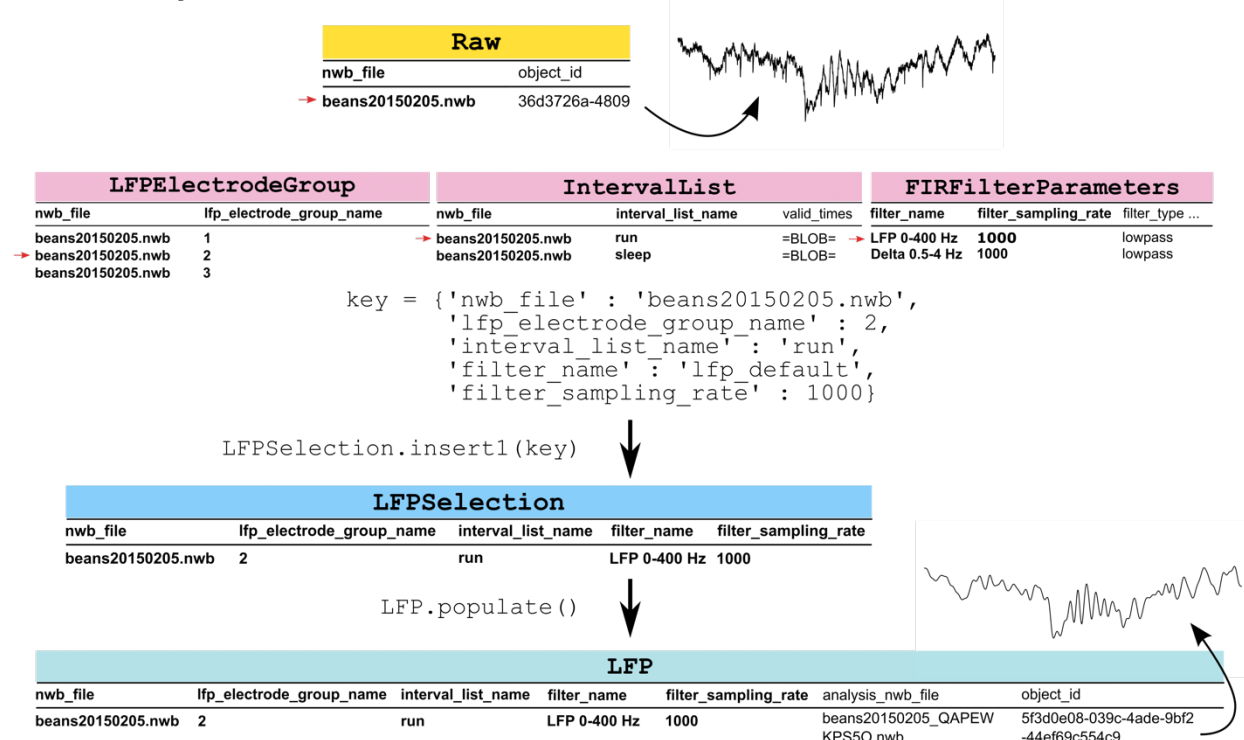 Raw
nwb_file object_id
beans20150205.nwb 36d3726a-4809
LFPElectrodeGroup IntervalList FIRFilterParameters
nwb_file lfp_electrode_group_name nwb_file interval_list_name valid_times filter_name filter_sampling_rate filter_type ...
beans20150205.nwb 1 beans20150205.nwb run =BLOB= LFP 0-400 Hz 1000 lowpass
beans20150205.nwb 2 beans20150205.nwb sleep =BLOB= Delta 0.5-4 Hz 1000 lowpass
beans20150205.nwb 3
key = {'nwb_file' : 'beans20150205.nwb',
'lfp_electrode_group_name' : 2,
'interval_list_name' : 'run',
'filter_name' : 'lfp_default',
'filter_sampling_rate' : 1000}
LFPSelection.insert1(key)
LFPSelection
nwb_file lfp_electrode_group_name interval_list_name filter_name filter_sampling_rate
beans20150205.nwb 2 run LFP 0-400 Hz 1000
LFP.populate()
LFP
nwb_file lfp_electrode_group_name interval_list_name filter_name filter_sampling_rate analysis_nwb_file object_id
beans20150205.nwb 2 run LFP 0-400 Hz 1000 beans20150205_QAPEW 5f3d0e08-039c-4ade-9bf2
KPS5O.nwb -44ef69c554c9